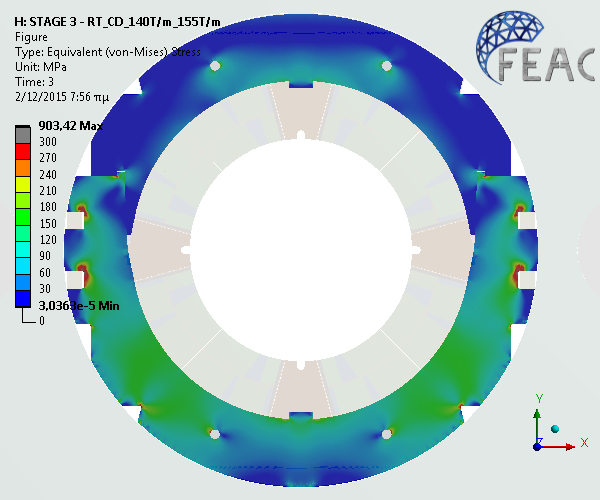 H: STAGE 3 - RT_CD_140T/m_155T/m
Figure
Type: Equivalent (von-Mises) Stress
Unit: MPa
Time: 3
2/12/2015 7:56 πμ
FEAC
903,42 Max
300
270
240
210
180
150
120
90
60
30
3,0363e-5 Min
0
Y
Z
X